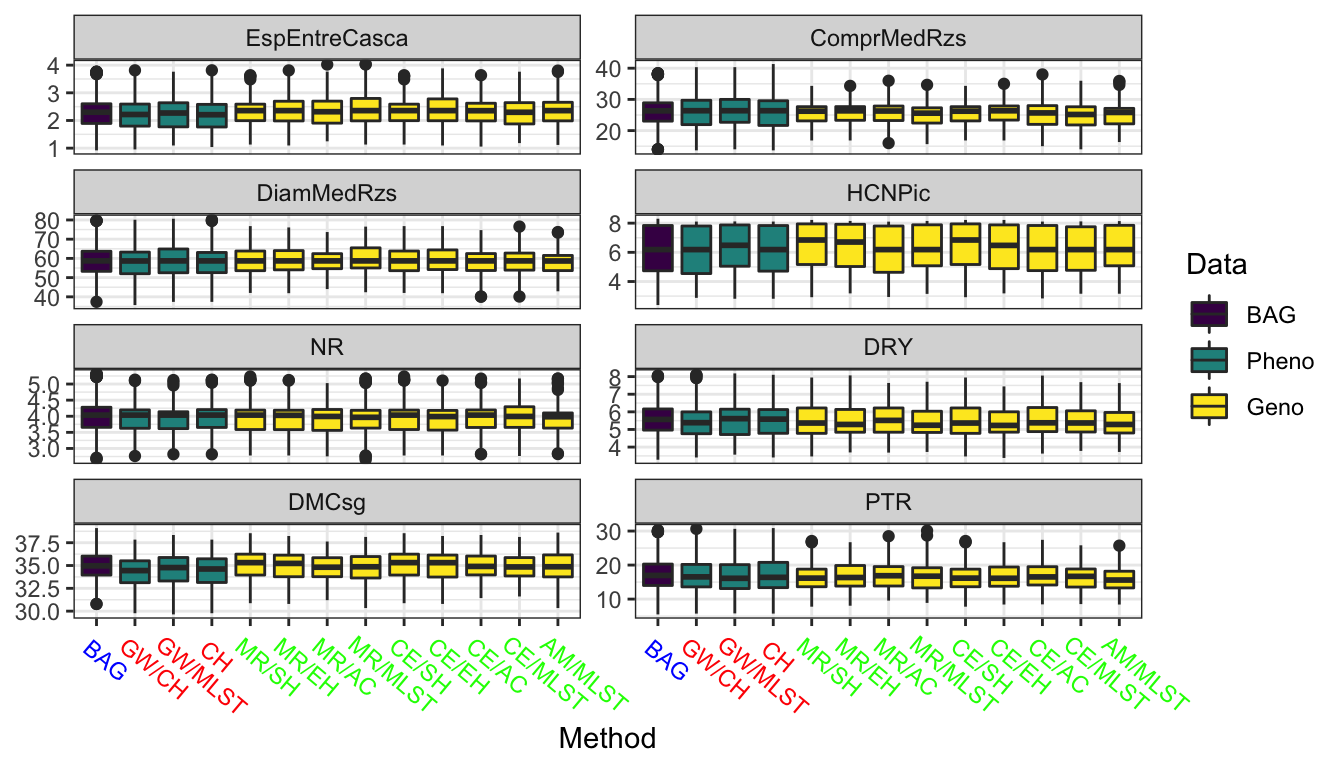 EspEntreCasca
ComprMedRzs
4
3
2
1
40
30
20
DiamMedRzs
HCNPic
80
70
60
50
40
8
6
4
NR
DRY
5.0
4.5
4.0
3.5
3.0
8
7
6
5
4
DMCsg
PTR
37.5
35.0
32.5
30.0
30
20
10
BAG
GW/CH
GW/MLST
CH
MR/SH
MR/EH
MR/AC
MR/MLST
CE/SH
CE/EH
CE/AC
CE/MLST
AM/MLST
BAG
GW/CH
GW/MLST
CH
MR/SH
MR/EH
MR/AC
MR/MLST
CE/SH
CE/EH
CE/AC
CE/MLST
AM/MLST
Method
Data
BAG
Pheno
Geno